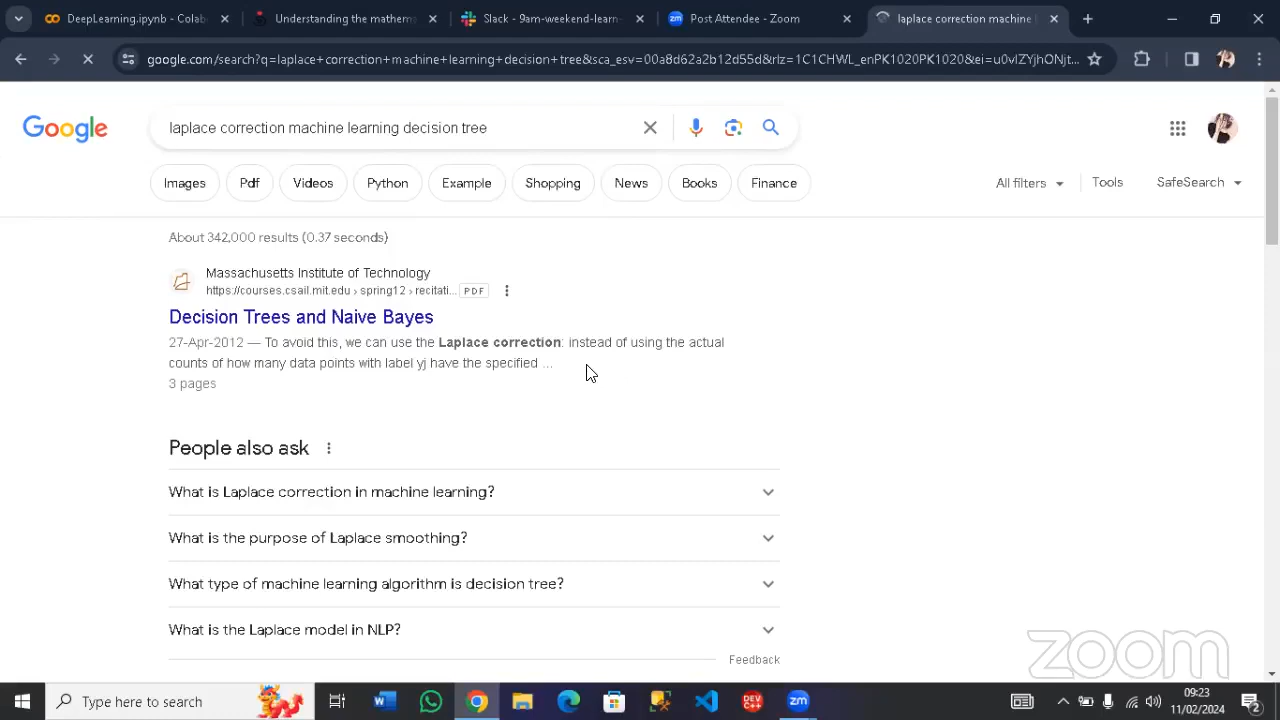 DeepLearning.ipynb - Colab
Understanding the mathem
Slack - 9am-weekend-learn-
Post Attendee - Zoom
laplace correction machine l
google.com/search?q=laplace+correction+machine+learning+decision+tree&sca_esv=00a8d62a2b12d55d&rlz=1C1CHWL_enPK1020PK1020&ei=u0vIZYjhONjt...
Google
laplace correction machine learning decision tree
Images
Pdf
Videos
Python
Example
Shopping
News
Books
Finance
All filters
Tools
SafeSearch
About 342,000 results (0.37 seconds)
Massachusetts Institute of Technology
https://courses.csail.mit.edu › spring12 › recitati...
PDF
Decision Trees and Naive Bayes
27-Apr-2012 — To avoid this, we can use the Laplace correction: instead of using the actual
counts of how many data points with label yj have the specified ...
3 pages
People also ask
What is Laplace correction in machine learning?
What is the purpose of Laplace smoothing?
What type of machine learning algorithm is decision tree?
What is the Laplace model in NLP?
Feedback
zoom
Type here to search
DEV C++
zm
09:23
11/02/2024
2